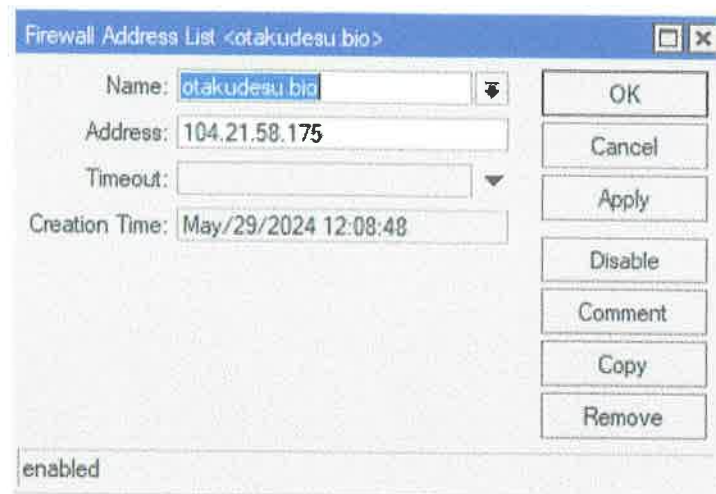 Firewall Address List <otakudesu.bio>
Name: otakudesu.bio
OK
Address: 104.21.58.175
Cancel
Timeout:
Apply
Creation Time: May/29/2024 12:08:48
Disable
Comment
Copy
Remove
enabled